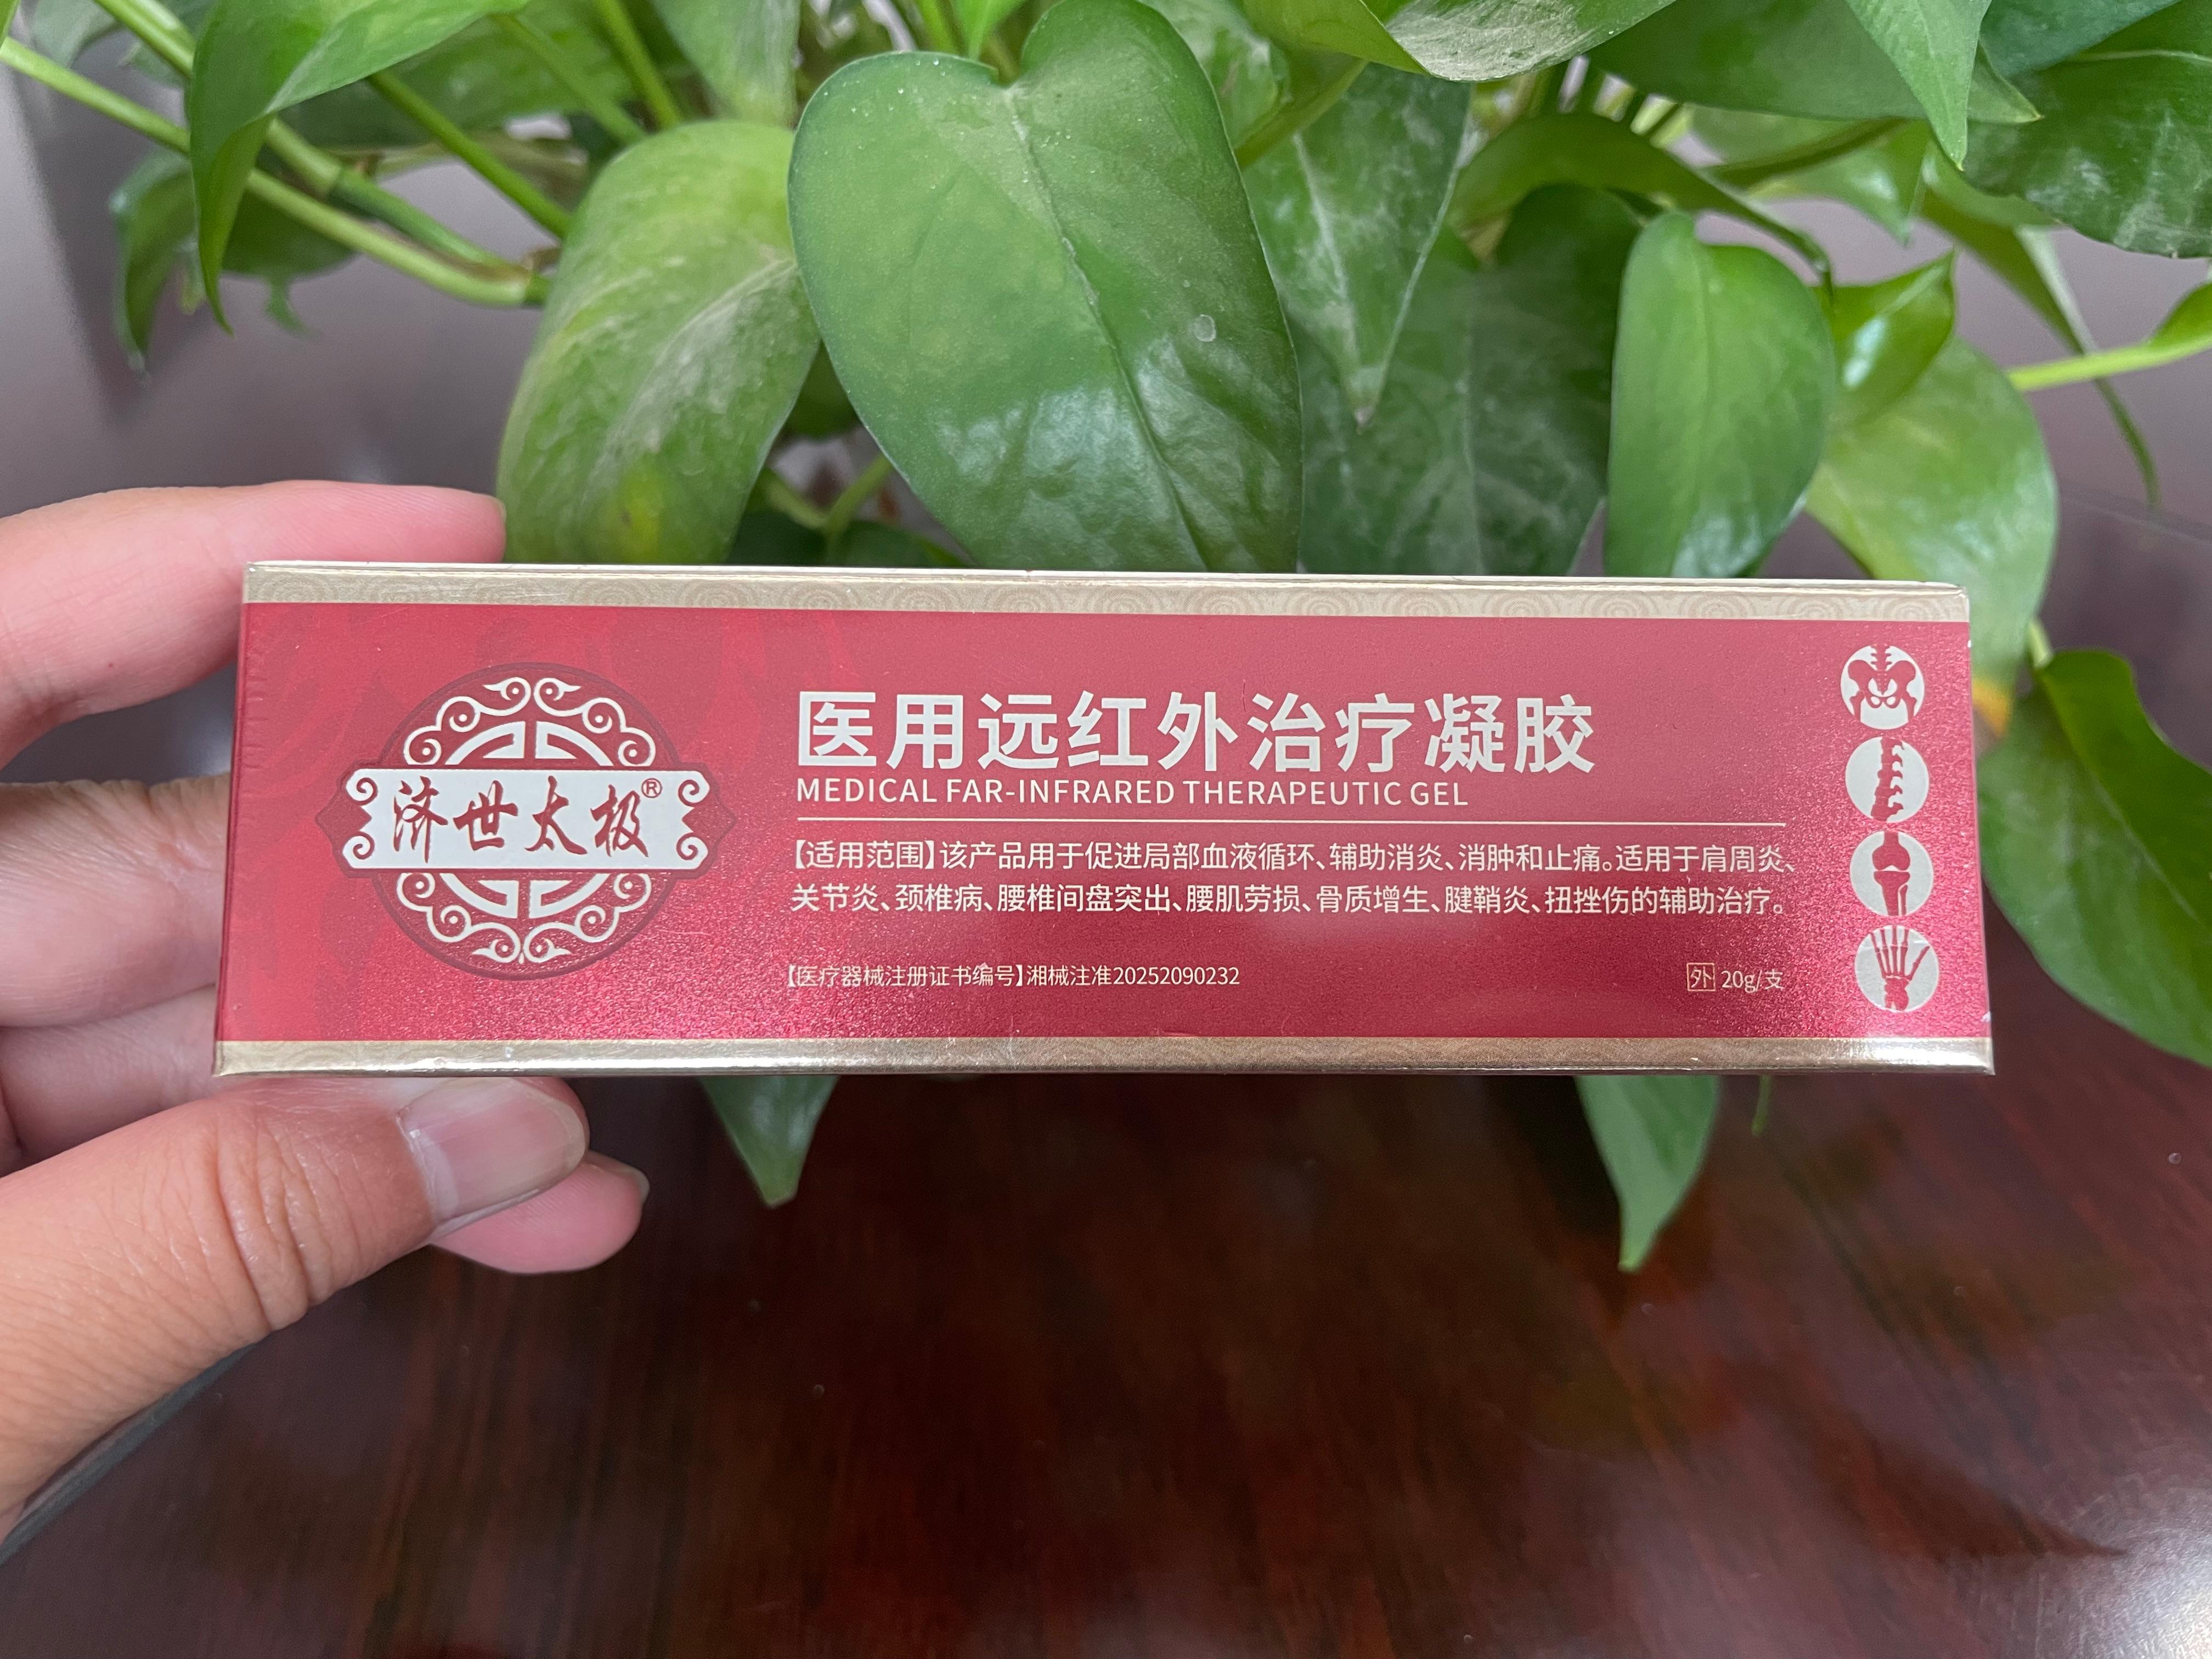 济世太极®
医用远红外治疗凝胶
MEDICAL FAR-INFRARED THERAPEUTIC GEL
【适用范围】该产品用于促进局部血液循环、辅助消炎、消肿和止痛。适用于肩周炎、
关节炎、颈椎病、腰椎间盘突出、腰肌劳损、骨质增生、腱鞘炎、扭挫伤的辅助治疗。
【医疗器械注册证书编号】湘械注准20252090232
外 20g/支